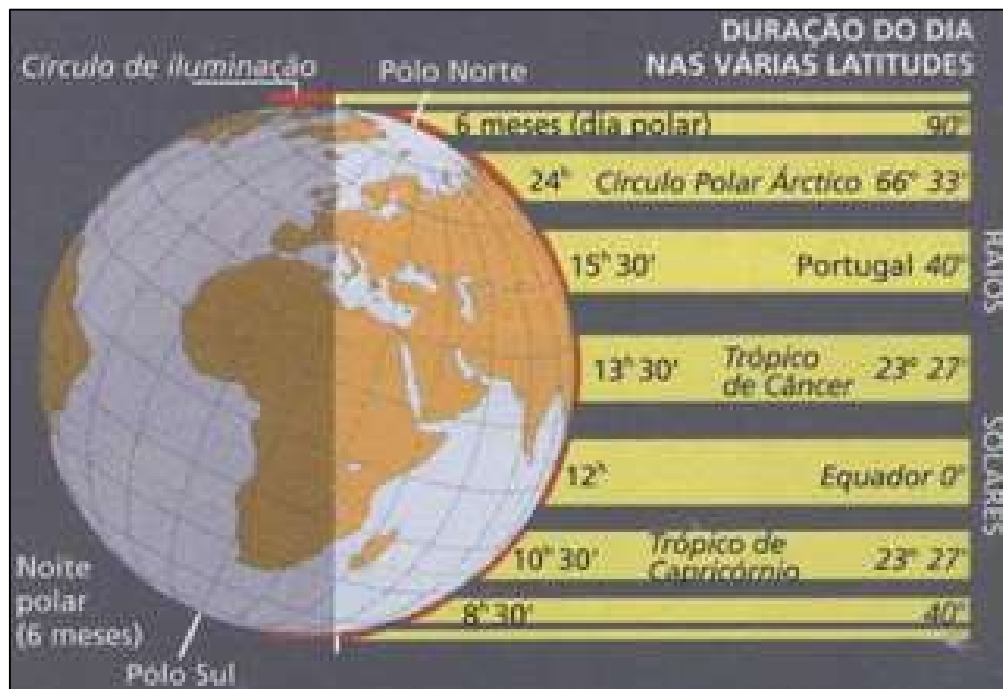 DURAÇÃO DO DIA
NAS VÁRIAS LATITUDES
Círculo de iluminação
Pólo Norte
6 meses (dia polar) 90°
24ʰ Círculo Polar Árctico 66° 33'
15ʰ 30' Portugal 40°
13ʰ 30' Trópico
de Câncer 23° 27'
12ʰ Equador 0°
10ʰ 30' Trópico de
Capricórnio 23° 27'
8ʰ 30' 40°
RAIOS SOLARES
Noite
polar
(6 meses)
Pólo Sul